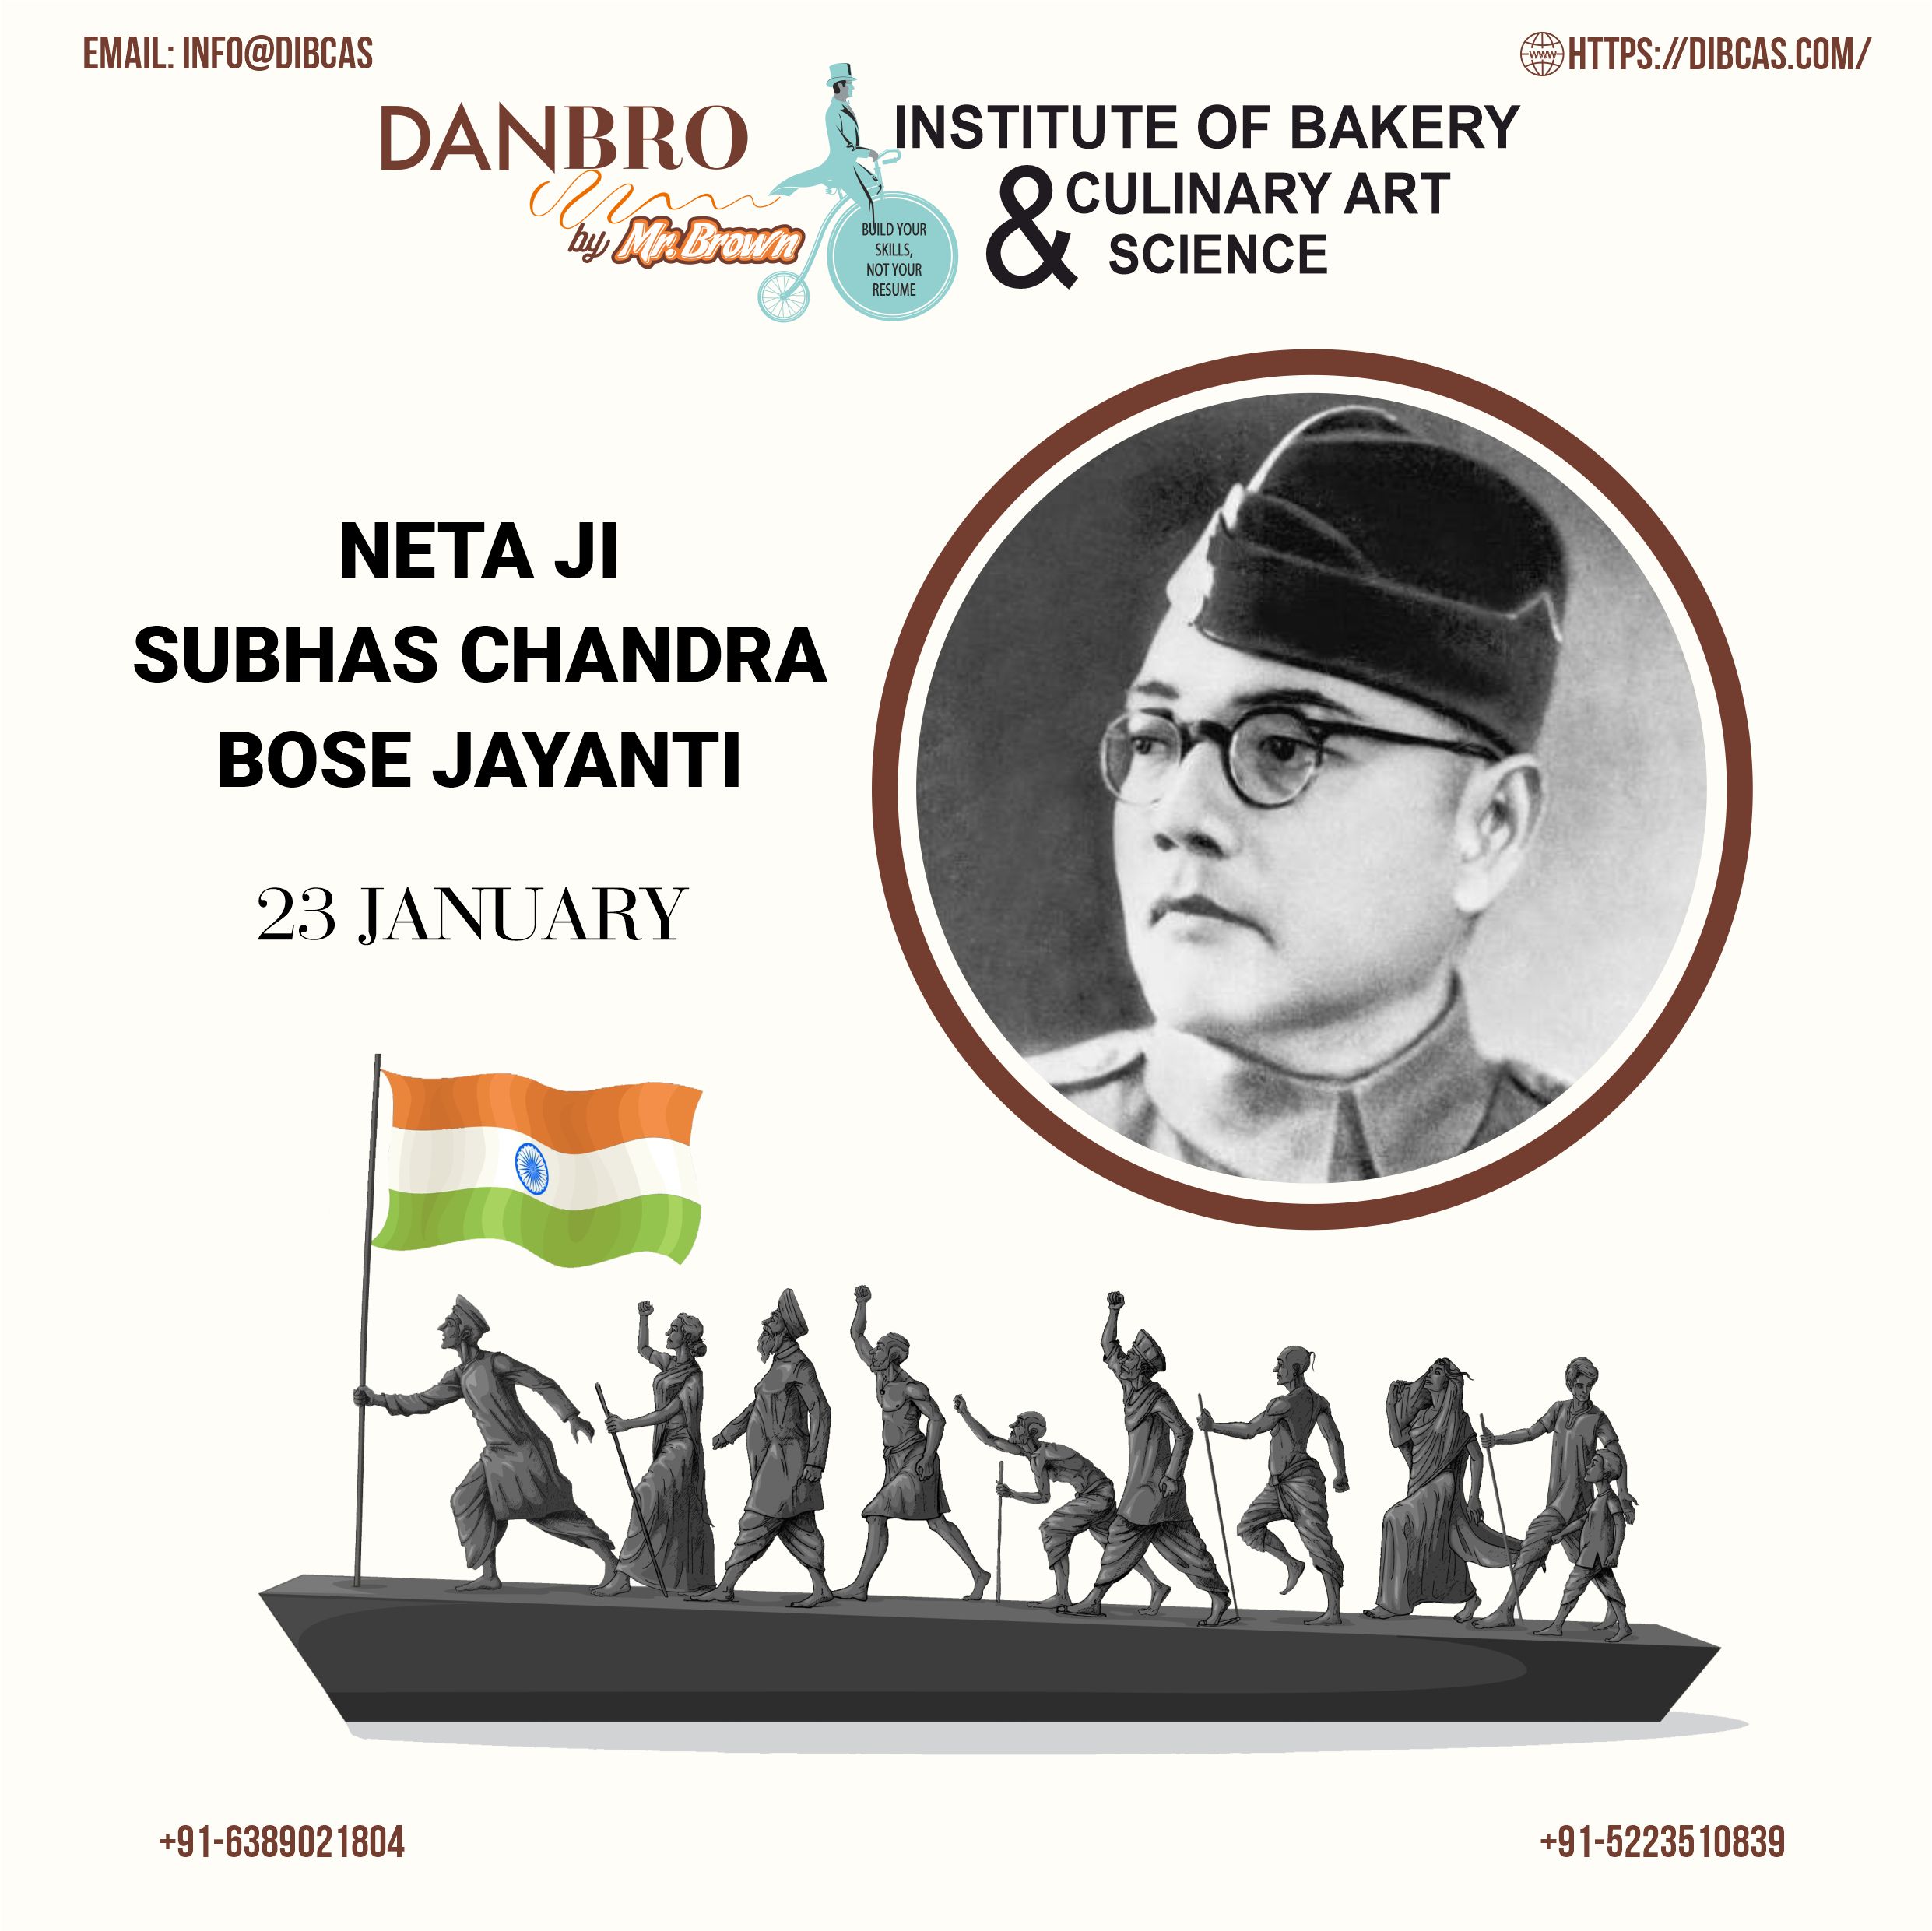 EMAIL: INFO@DIBCAS
WWW HTTPS://DIBCAS.COM/
DANBRO
by Mr. Brown
BUILD YOUR
SKILLS,
NOT YOUR
RESUME
INSTITUTE OF BAKERY
& CULINARY ART
SCIENCE
NETA JI
SUBHAS CHANDRA
BOSE JAYANTI
23 JANUARY
+91-6389021804
+91-5223510839